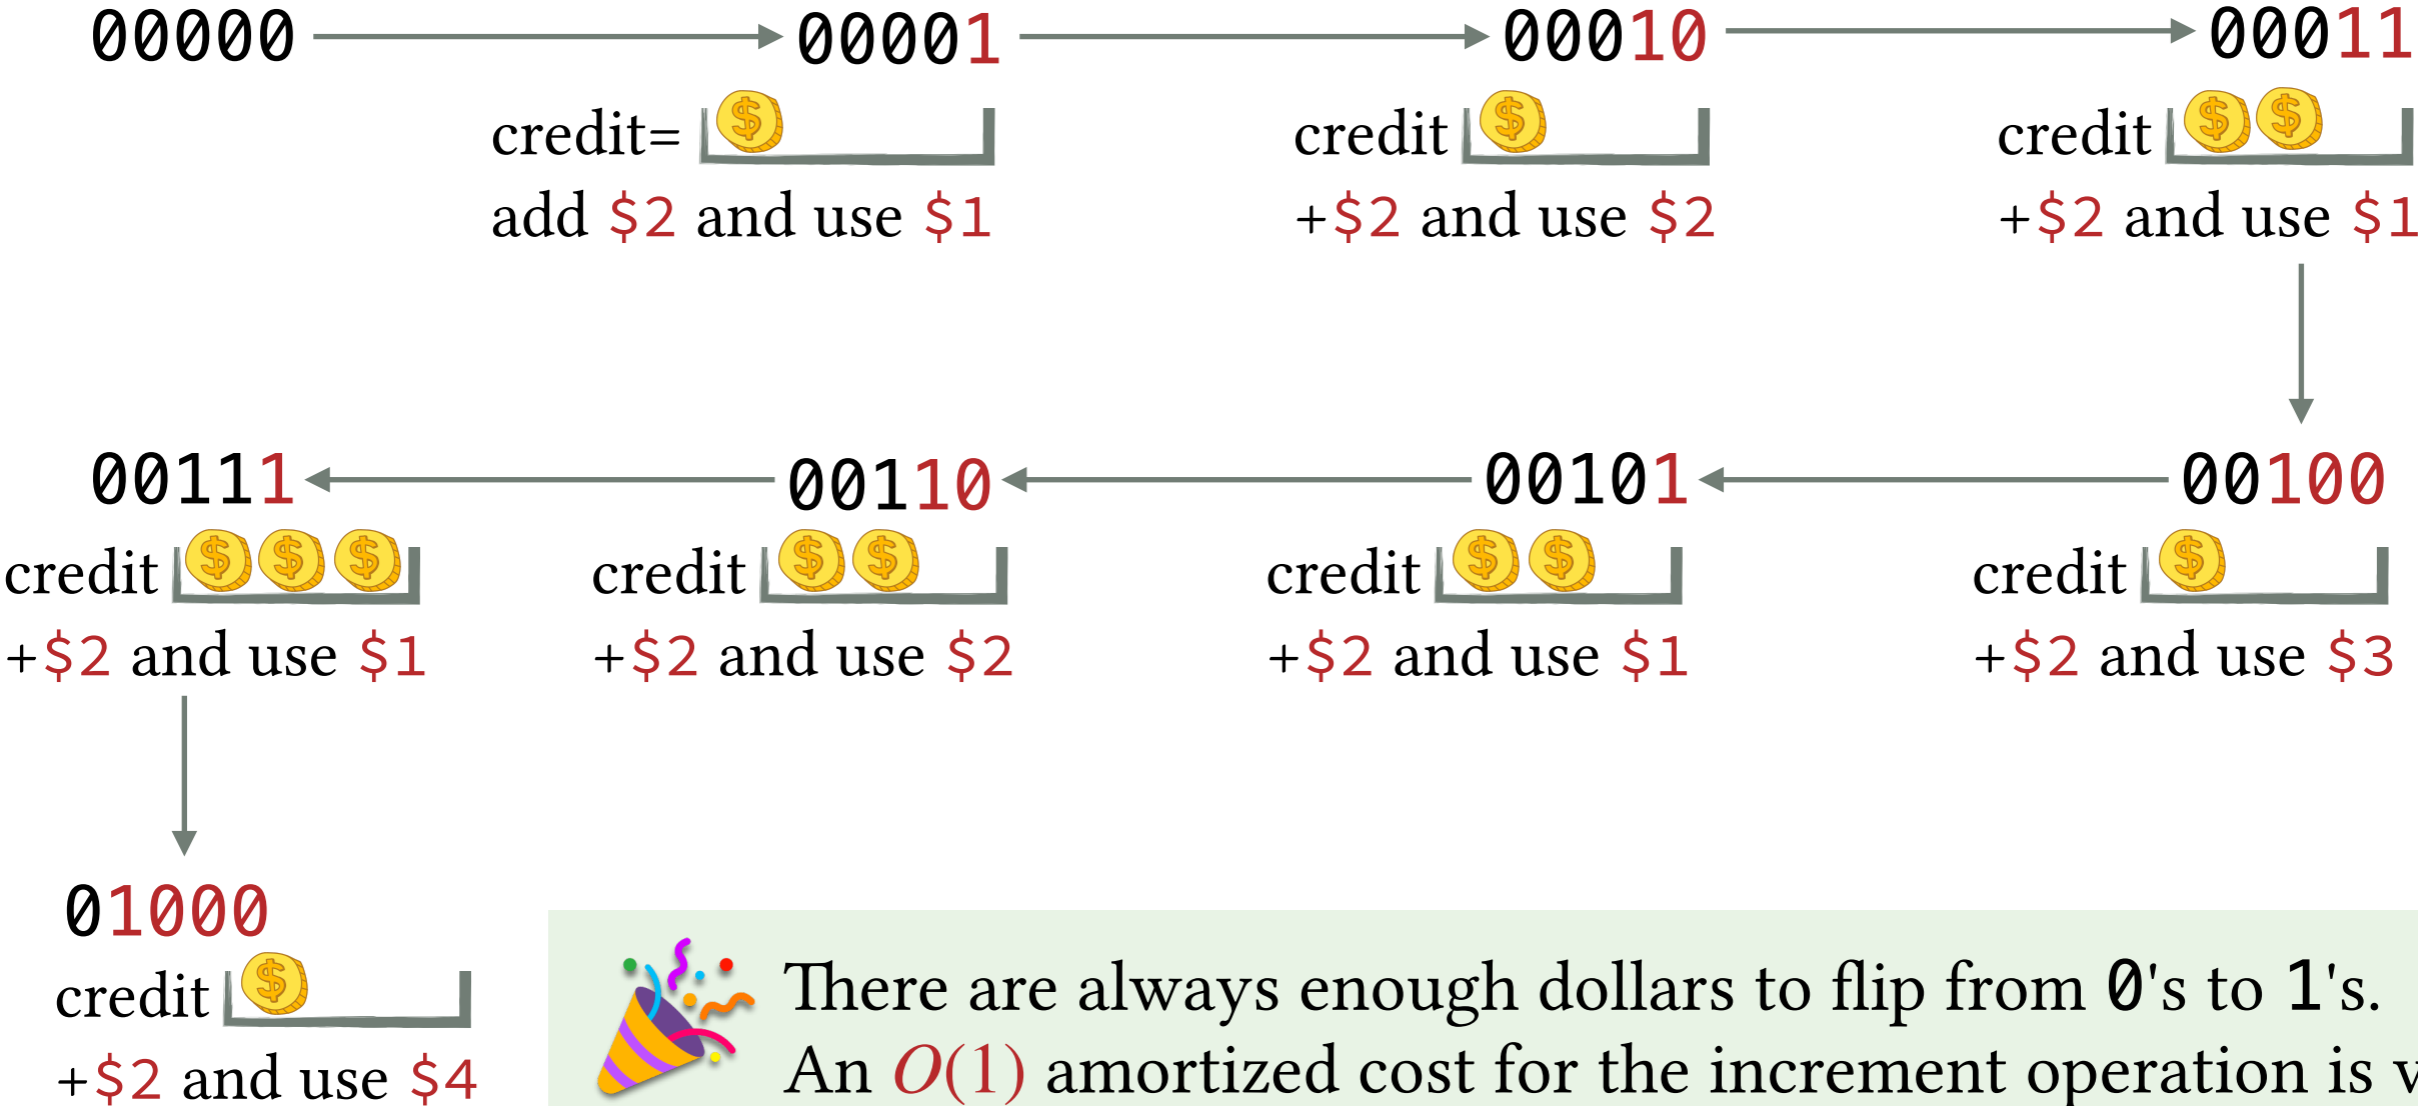 00000 00001 00010 00011
credit= $ credit $ credit $ $
add $2 and use $1 +$2 and use $2 +$2 and use $1
00111 00110 00101 00100
credit $ $ $ credit $ $ credit $ $ credit $
+$2 and use $1 +$2 and use $2 +$2 and use $1 +$2 and use $3
01000
credit $
+$2 and use $4
There are always enough dollars to flip from 0's to 1's.
An O(1) amortized cost for the increment operation is